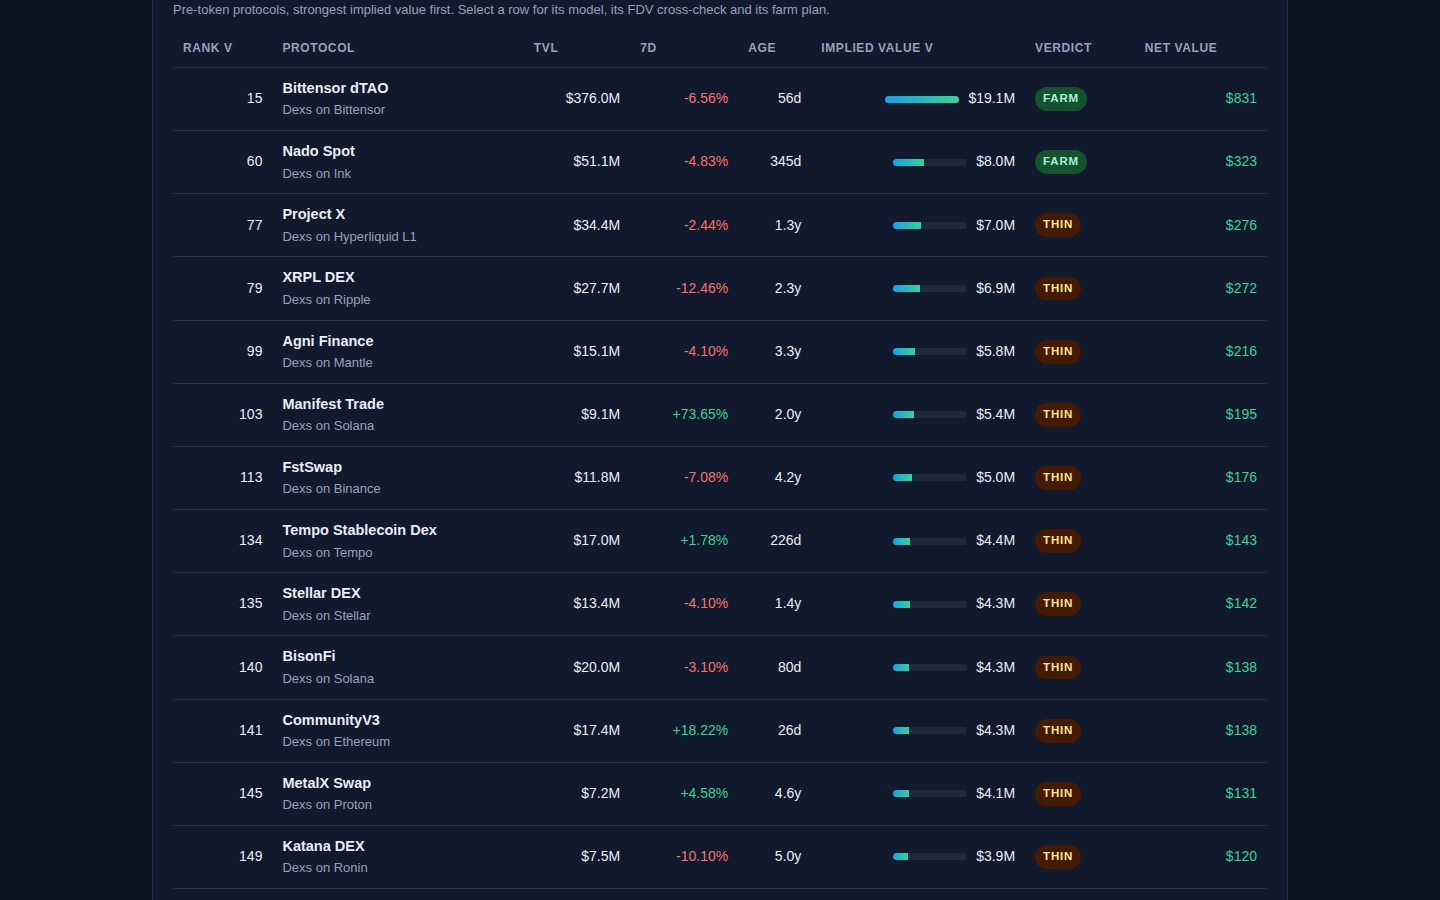 Pre-token protocols, strongest implied value first. Select a row for its model, its FDV cross-check and its farm plan.
RANK V PROTOCOL TVL 7D AGE IMPLIED VALUE V VERDICT NET VALUE
15 Bittensor dTAO $376.0M -6.56% 56d $19.1M FARM $831
Dexs on Bittensor
60 Nado Spot $51.1M -4.83% 345d $8.0M FARM $323
Dexs on Ink
77 Project X $34.4M -2.44% 1.3y $7.0M THIN $276
Dexs on Hyperliquid L1
79 XRPL DEX $27.7M -12.46% 2.3y $6.9M THIN $272
Dexs on Ripple
99 Agni Finance $15.1M -4.10% 3.3y $5.8M THIN $216
Dexs on Mantle
103 Manifest Trade $9.1M +73.65% 2.0y $5.4M THIN $195
Dexs on Solana
113 FstSwap $11.8M -7.08% 4.2y $5.0M THIN $176
Dexs on Binance
134 Tempo Stablecoin Dex $17.0M +1.78% 226d $4.4M THIN $143
Dexs on Tempo
135 Stellar DEX $13.4M -4.10% 1.4y $4.3M THIN $142
Dexs on Stellar
140 BisonFi $20.0M -3.10% 80d $4.3M THIN $138
Dexs on Solana
141 CommunityV3 $17.4M +18.22% 26d $4.3M THIN $138
Dexs on Ethereum
145 MetalX Swap $7.2M +4.58% 4.6y $4.1M THIN $131
Dexs on Proton
149 Katana DEX $7.5M -10.10% 5.0y $3.9M THIN $120
Dexs on Ronin